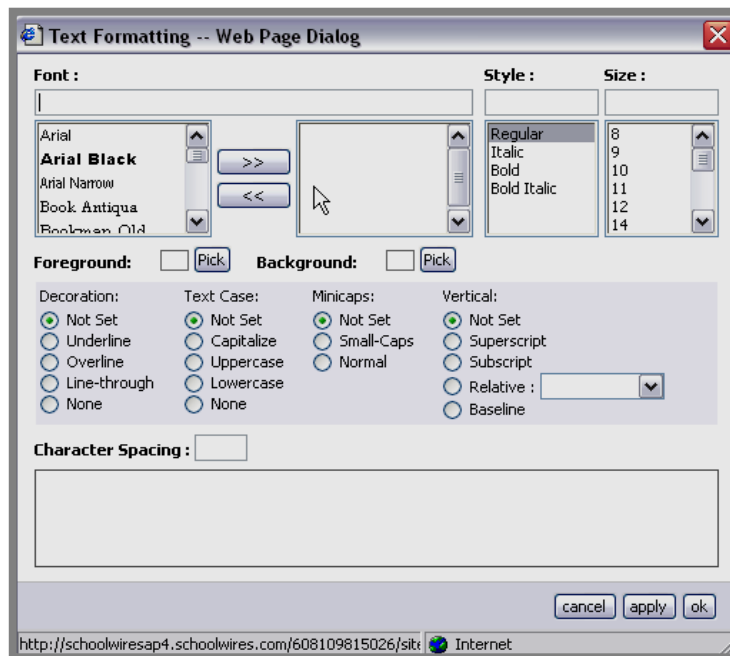 Text Formatting -- Web Page Dialog
Font : Style : Size :
Arial
Arial Black
Arial Narrow
Book Antiqua
Bookman Old
>>
<<
Regular
Italic
Bold
Bold Italic
8
9
10
11
12
14
Foreground: Pick Background: Pick
Decoration:
Not Set
Underline
Overline
Line-through
None
Text Case:
Not Set
Capitalize
Uppercase
Lowercase
None
Minicaps:
Not Set
Small-Caps
Normal
Vertical:
Not Set
Superscript
Subscript
Relative :
Baseline
Character Spacing :
cancel apply ok
http://schoolwiresap4.schoolwires.com/608109815026/site Internet